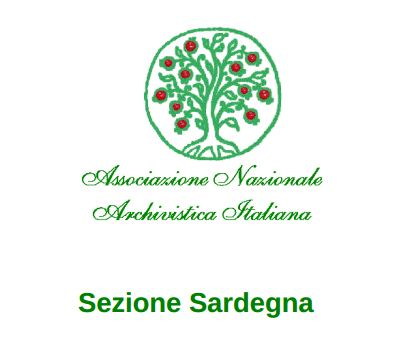 Associazione Nazionale
Archivistica Italiana
Sezione Sardegna